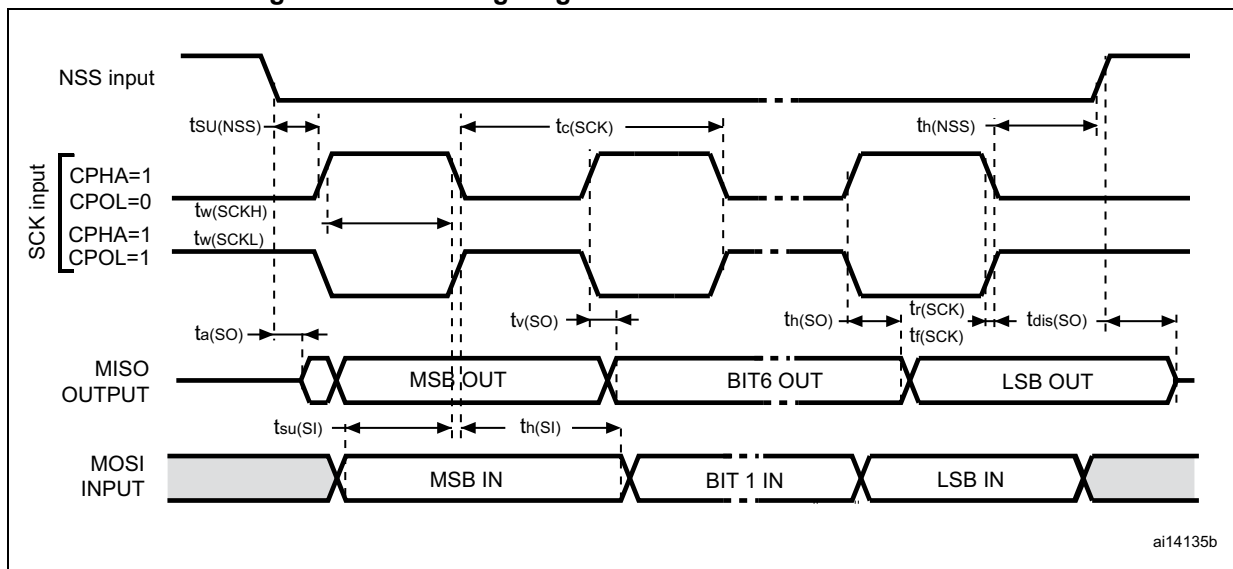 NSS input
tSU(NSS)
tc(SCK)
th(NSS)
SCK input
CPHA=1
CPOL=0
tw(SCKH)
CPHA=1
tw(SCKL)
CPOL=1
ta(SO)
tv(SO)
th(SO)
tr(SCK)
tf(SCK)
tdis(SO)
MISO
OUTPUT
MSB OUT
BIT6 OUT
LSB OUT
tsu(SI)
th(SI)
MOSI
INPUT
MSB IN
BIT 1 IN
LSB IN
ai14135b